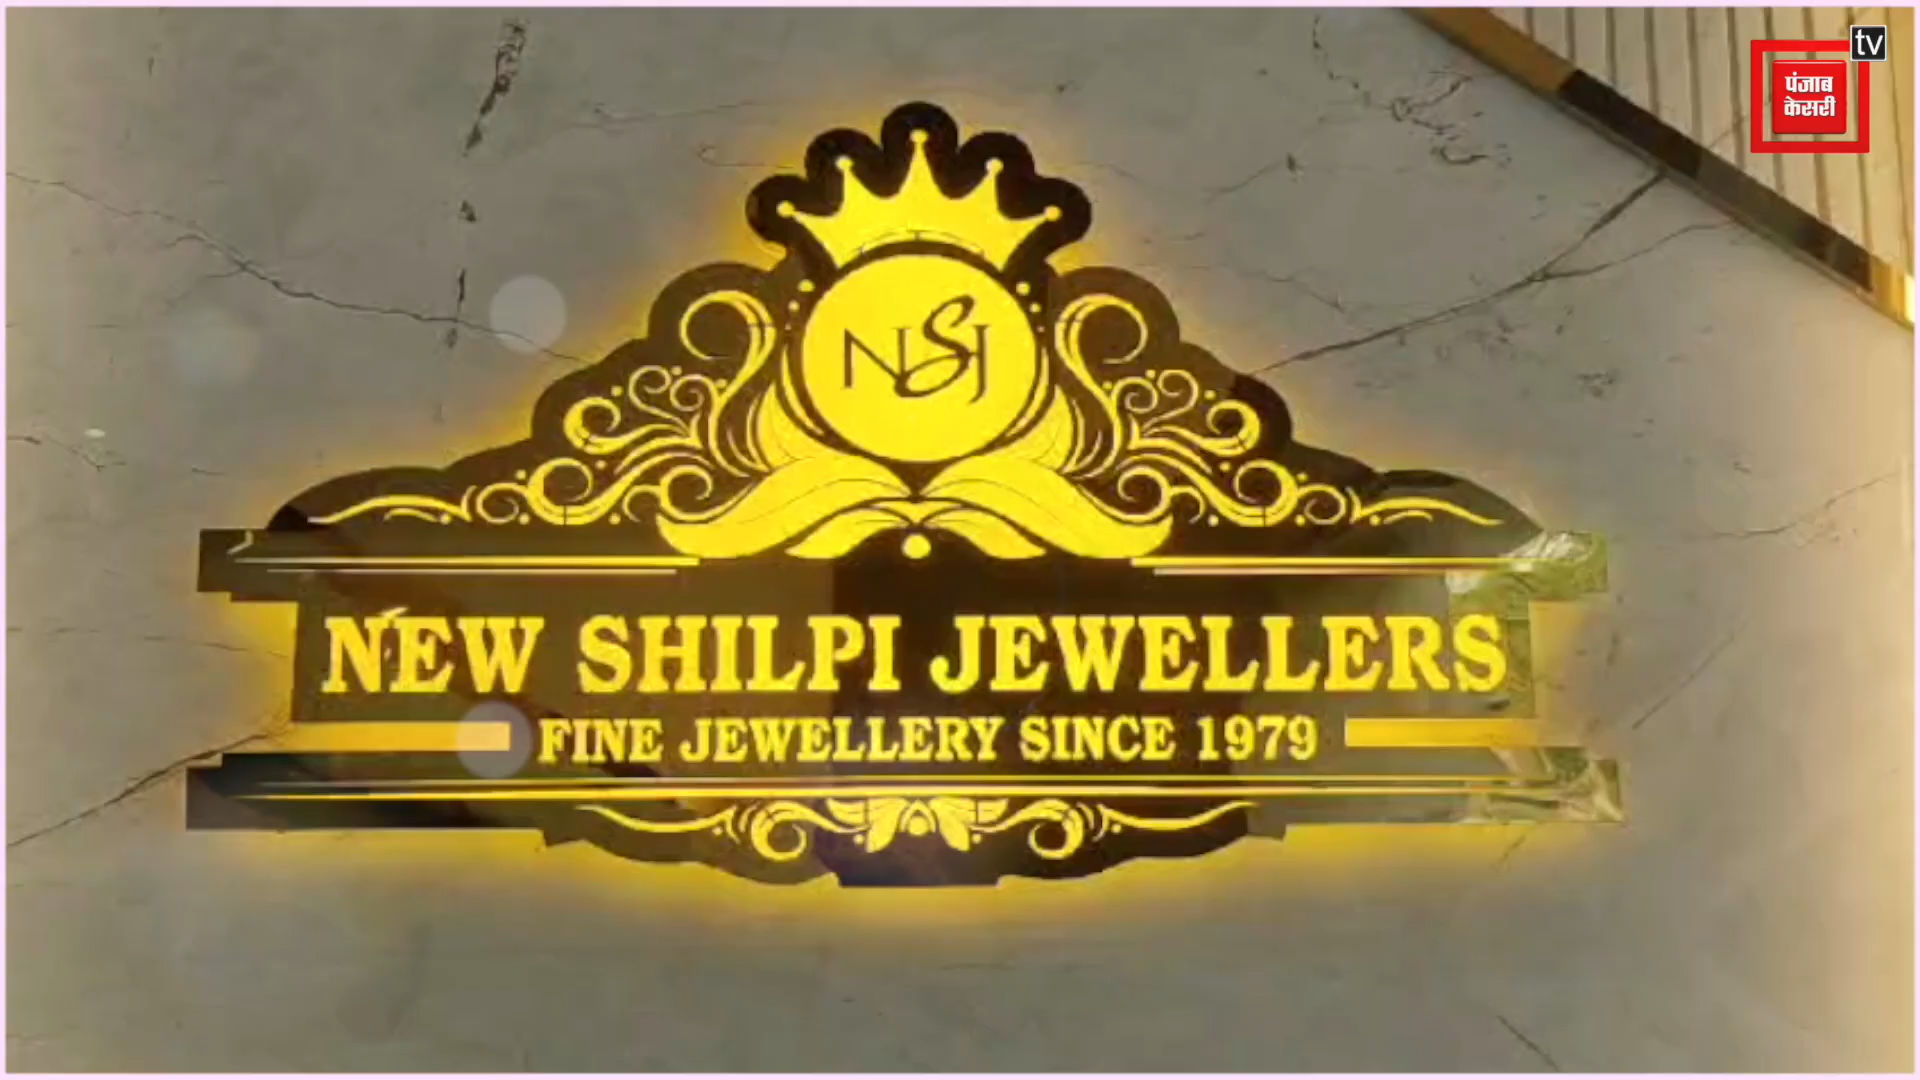 tv
पंजाब
केसरी
NSJ
NEW SHILPI JEWELLERS
FINE JEWELLERY SINCE 1979